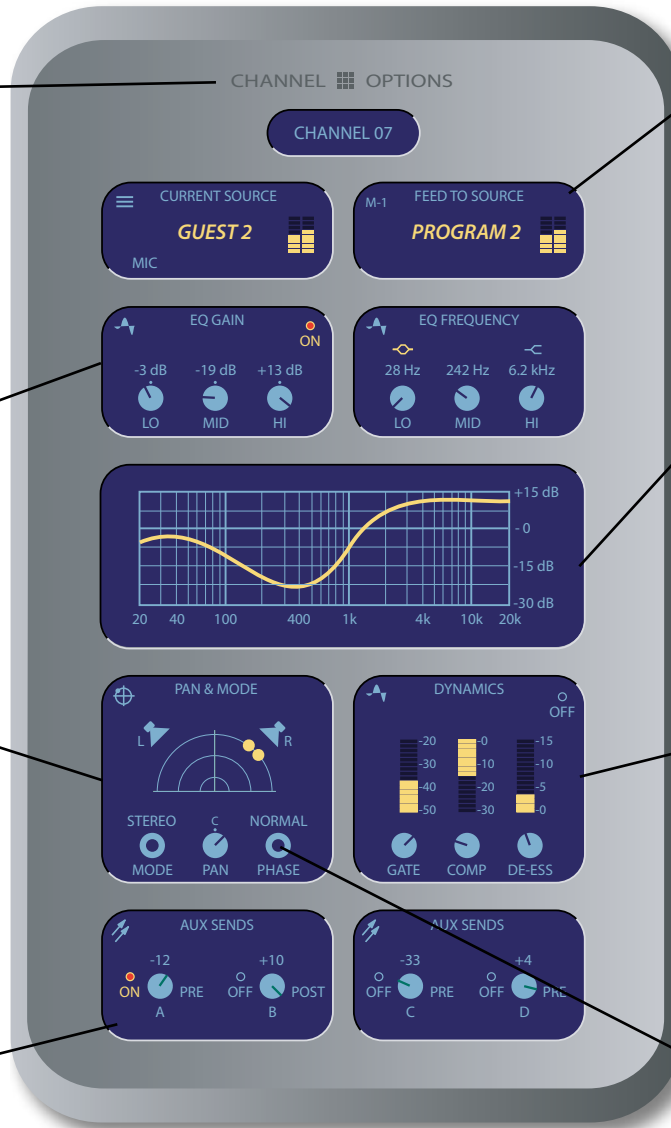 CHANNEL OPTIONS
CHANNEL 07
CURRENT SOURCE
GUEST 2
MIC
M-1 FEED TO SOURCE
PROGRAM 2
EQ GAIN
ON
-3 dB -19 dB +13 dB
LO MID HI
EQ FREQUENCY
28 Hz 242 Hz 6.2 kHz
LO MID HI
+15 dB
- 0
-15 dB
-30 dB
20 40 100 400 1k 4k 10k 20k
PAN & MODE
L R
STEREO C NORMAL
MODE PAN PHASE
DYNAMICS
OFF
-20 -0 -15
-30 -10 -10
-40 -20 -5
-50 -30 -0
GATE COMP DE-ESS
AUX SENDS
-12 +10
ON PRE OFF POST
A B
AUX SENDS
-33 +4
OFF PRE OFF PRE
C D